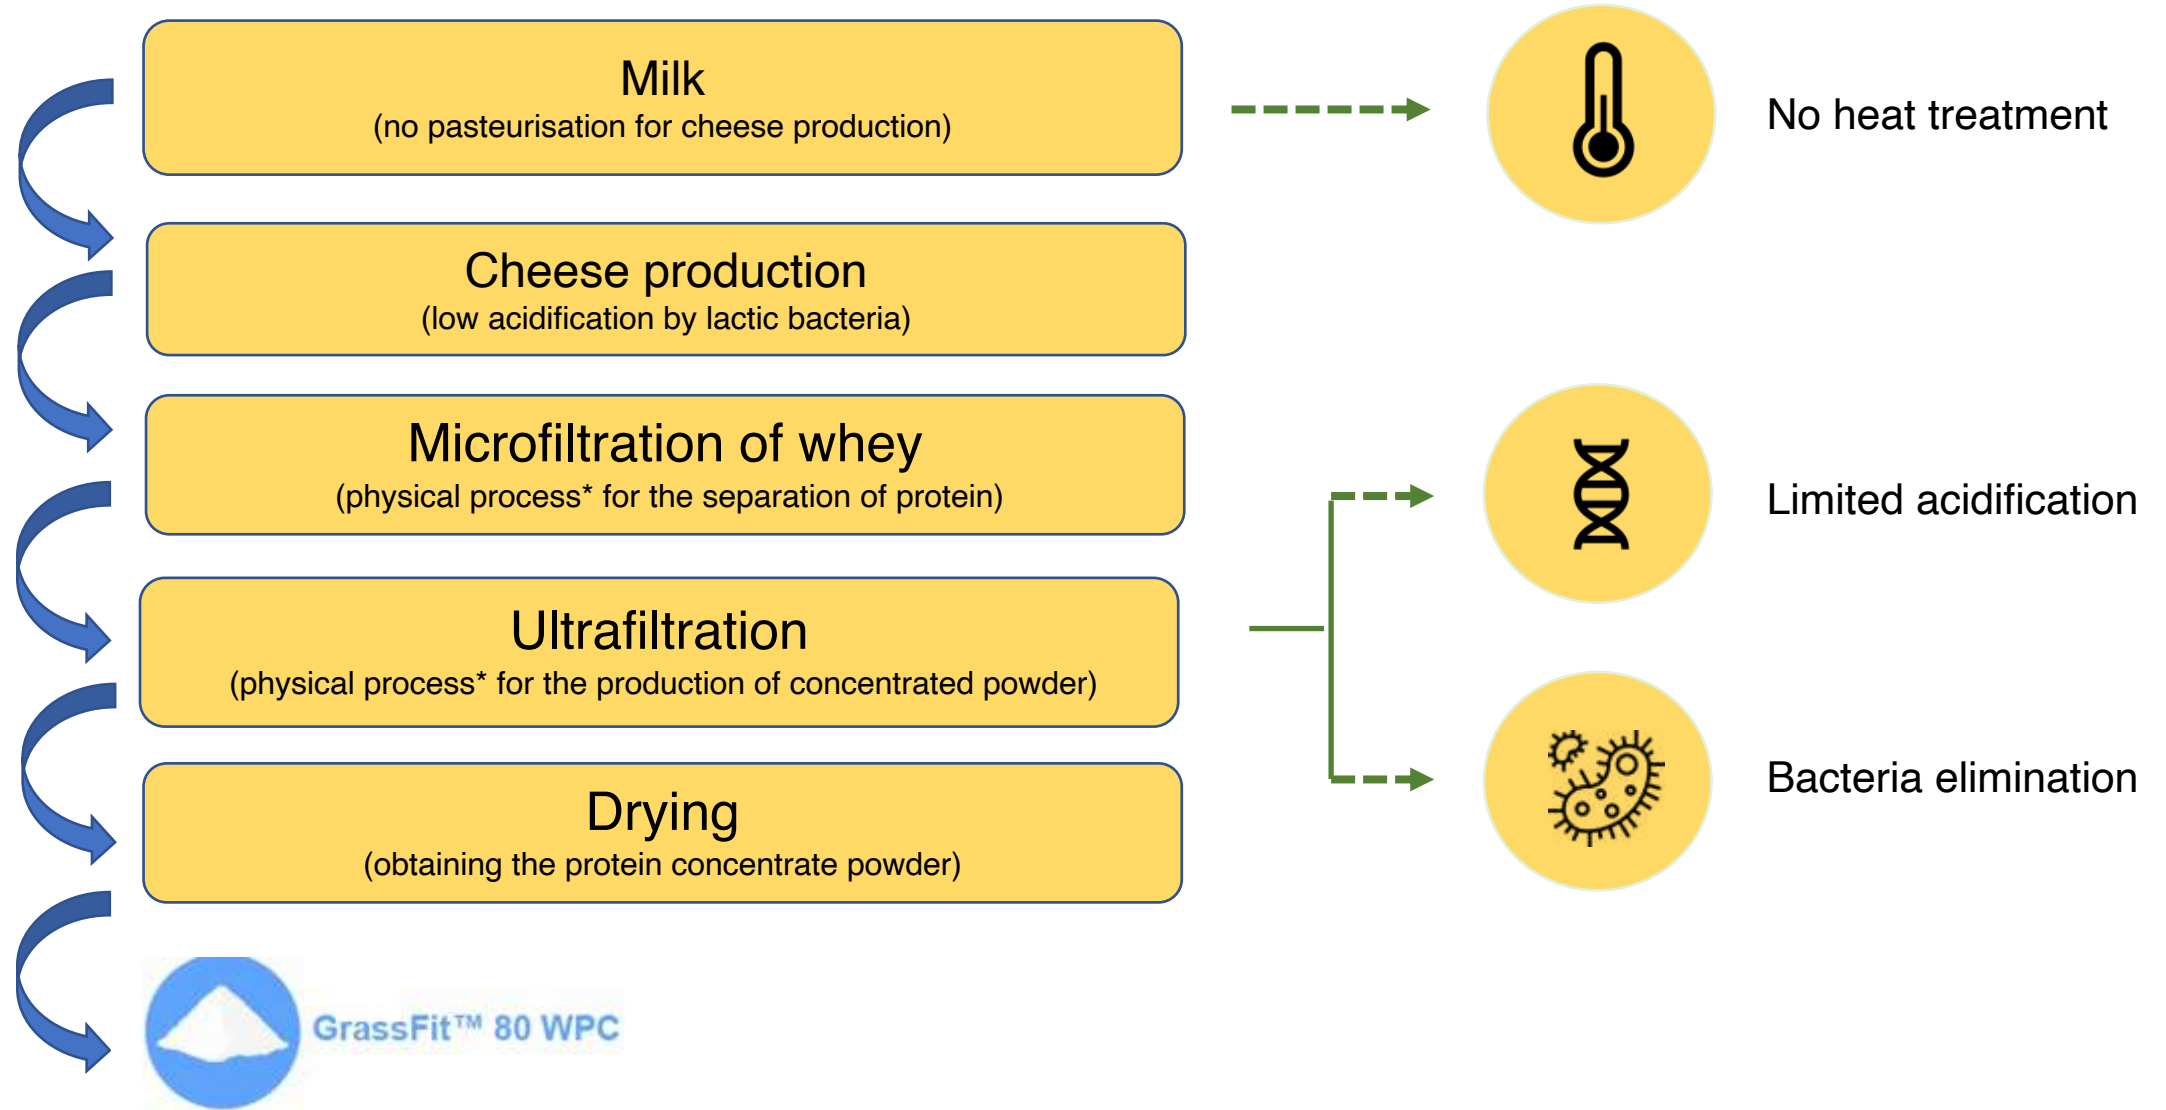 Milk
(no pasteurisation for cheese production)
No heat treatment
Cheese production
(low acidification by lactic bacteria)
Microfiltration of whey
(physical process* for the separation of protein)
Limited acidification
Ultrafiltration
(physical process* for the production of concentrated powder)
Bacteria elimination
Drying
(obtaining the protein concentrate powder)
GrassFit™ 80 WPC